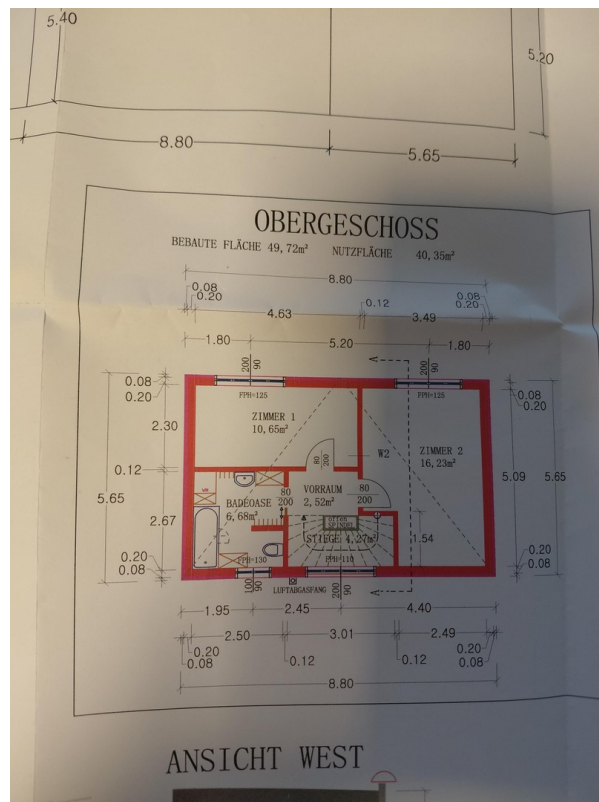 5.40
5.20
8.80
5.65
OBERGESCHOSS
BEBAUTE FLÄCHE 49,72m² NUTZFLÄCHE 40,35m²
8.80
0.08
0.20
4.63
0.12
3.49
0.08
0.20
1.80
5.20
1.80
200
90
A
200
90
0.08
0.20
FPH=125
FPH=125
0.08
0.20
2.30
ZIMMER 1
10,65m²
ZIMMER 2
16,23m²
W2
80
200
0.12
5.65
5.09
5.65
80
200
VORRAUM
2,52m²
80
200
BADEOASE
6,68m²
2.67
offen
STIEGE 4,27m²
1.54
0.20
0.08
FPH=130
FPH=110
0.20
0.08
100
90
LUFTABGASFANG
200
90
A
1.95
2.45
4.40
2.50
3.01
2.49
0.20
0.08
0.12
0.12
0.20
0.08
8.80
ANSICHT WEST